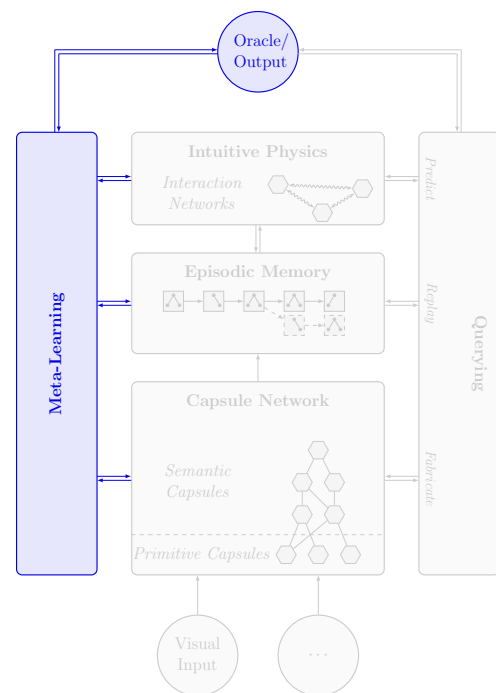 Oracle/
Output
Intuitive Physics
Interaction
Networks
Predict
Episodic Memory
Replay
Meta-Learning
Querying
Capsule Network
Semantic
Capsules
Fabricate
Primitive Capsules
Visual
Input
...